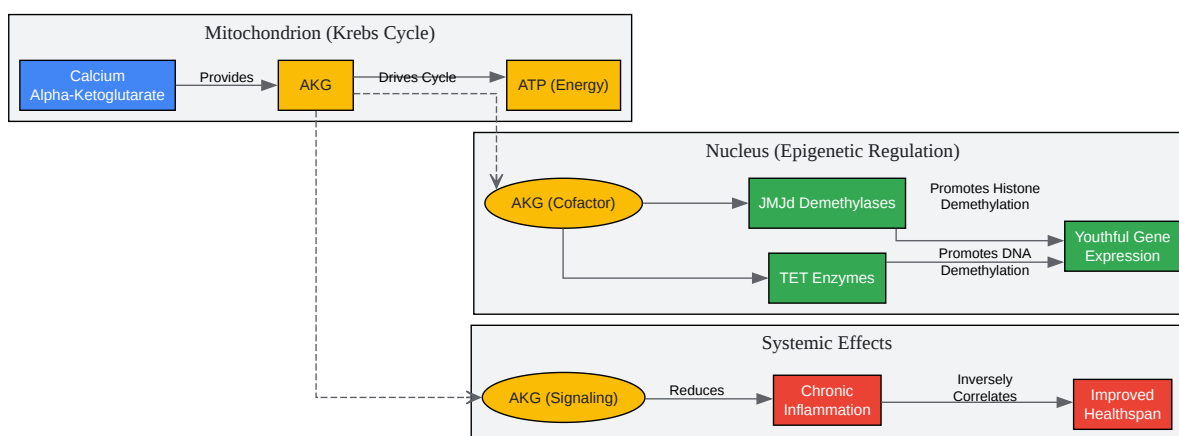 Mitochondrion (Krebs Cycle)
Calcium
Alpha-Ketoglutarate
Provides
AKG
Drives Cycle
ATP (Energy)
Nucleus (Epigenetic Regulation)
AKG (Cofactor)
JMJd Demethylases
Promotes Histone
Demethylation
Youthful Gene
Expression
TET Enzymes
Promotes DNA
Demethylation
Systemic Effects
AKG (Signaling)
Reduces
Chronic
Inflammation
Inversely
Correlates
Improved
Healthspan